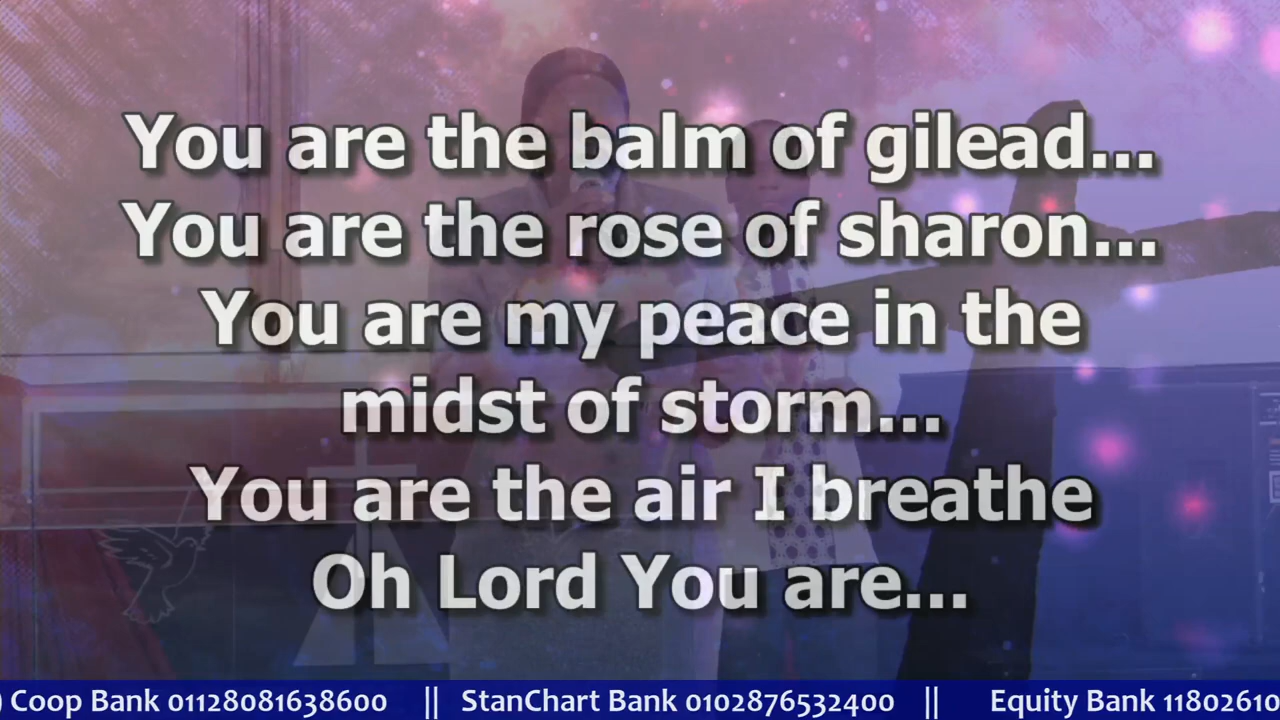 You are the balm of gilead...
You are the rose of sharon...
You are my peace in the
midst of storm...
You are the air I breathe
Oh Lord You are...
) Coop Bank 01128081638600 || StanChart Bank 0102876532400 || Equity Bank 11802610